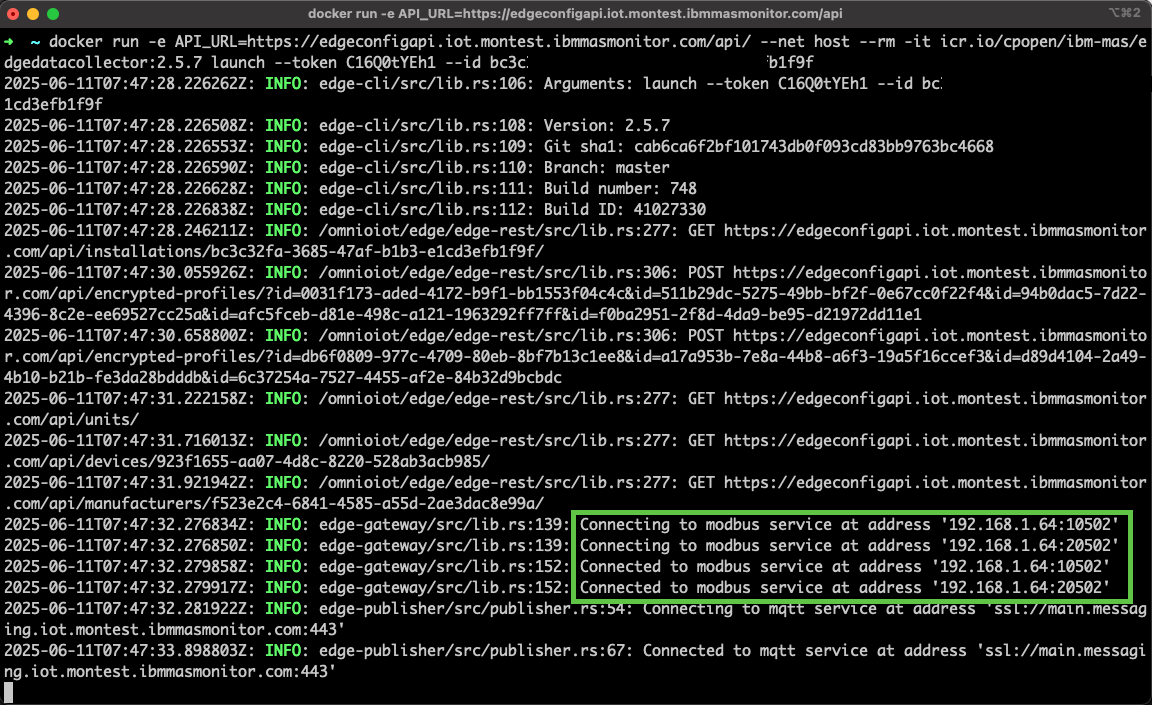 docker run -e API_URL=https://edgeconfigapi.iot.montest.ibmmasmonitor.com/api
⌥⌘2
➜ ~ docker run -e API_URL=https://edgeconfigapi.iot.montest.ibmmasmonitor.com/api/ --net host --rm -it icr.io/cpopen/ibm-mas/e
dgedatacollector:2.5.7 launch --token C16Q0tYEh1 --id bc3c b1f9f
2025-06-11T07:47:28.226262Z: INFO: edge-cli/src/lib.rs:106: Arguments: launch --token C16Q0tYEh1 --id bc
1cd3efb1f9f
2025-06-11T07:47:28.226508Z: INFO: edge-cli/src/lib.rs:108: Version: 2.5.7
2025-06-11T07:47:28.226553Z: INFO: edge-cli/src/lib.rs:109: Git sha1: cab6ca6f2bf101743db0f093cd83bb9763bc4668
2025-06-11T07:47:28.226590Z: INFO: edge-cli/src/lib.rs:110: Branch: master
2025-06-11T07:47:28.226628Z: INFO: edge-cli/src/lib.rs:111: Build number: 748
2025-06-11T07:47:28.226838Z: INFO: edge-cli/src/lib.rs:112: Build ID: 41027330
2025-06-11T07:47:28.246211Z: INFO: /omnioiot/edge/edge-rest/src/lib.rs:277: GET https://edgeconfigapi.iot.montest.ibmmasmonitor
.com/api/installations/bc3c32fa-3685-47af-b1b3-e1cd3efb1f9f/
2025-06-11T07:47:30.055926Z: INFO: /omnioiot/edge/edge-rest/src/lib.rs:306: POST https://edgeconfigapi.iot.montest.ibmmasmonito
r.com/api/encrypted-profiles/?id=0031f173-aded-4172-b9f1-bb1553f04c4c&id=511b29dc-5275-49bb-bf2f-0e67cc0f22f4&id=94b0dac5-7d22-
4396-8c2e-ee69527cc25a&id=afc5fceb-d81e-498c-a121-1963292ff7ff&id=f0ba2951-2f8d-4da9-be95-d21972dd11e1
2025-06-11T07:47:30.658800Z: INFO: /omnioiot/edge/edge-rest/src/lib.rs:306: POST https://edgeconfigapi.iot.montest.ibmmasmonito
r.com/api/encrypted-profiles/?id=db6f0809-977c-4709-80eb-8bf7b13c1ee8&id=a17a953b-7e8a-44b8-a6f3-19a5f16ccef3&id=d89d4104-2a49-
4b10-b21b-fe3da28bdddb&id=6c37254a-7527-4455-af2e-84b32d9bcbdc
2025-06-11T07:47:31.222158Z: INFO: /omnioiot/edge/edge-rest/src/lib.rs:277: GET https://edgeconfigapi.iot.montest.ibmmasmonitor
.com/api/units/
2025-06-11T07:47:31.716013Z: INFO: /omnioiot/edge/edge-rest/src/lib.rs:277: GET https://edgeconfigapi.iot.montest.ibmmasmonitor
.com/api/devices/923f1655-aa07-4d8c-8220-528ab3acb985/
2025-06-11T07:47:31.921942Z: INFO: /omnioiot/edge/edge-rest/src/lib.rs:277: GET https://edgeconfigapi.iot.montest.ibmmasmonitor
.com/api/manufacturers/f523e2c4-6841-4585-a55d-2ae3dac8e99a/
2025-06-11T07:47:32.276834Z: INFO: edge-gateway/src/lib.rs:139: Connecting to modbus service at address '192.168.1.64:10502'
2025-06-11T07:47:32.276850Z: INFO: edge-gateway/src/lib.rs:139: Connecting to modbus service at address '192.168.1.64:20502'
2025-06-11T07:47:32.279858Z: INFO: edge-gateway/src/lib.rs:152: Connected to modbus service at address '192.168.1.64:10502'
2025-06-11T07:47:32.279917Z: INFO: edge-gateway/src/lib.rs:152: Connected to modbus service at address '192.168.1.64:20502'
2025-06-11T07:47:32.281922Z: INFO: edge-publisher/src/publisher.rs:54: Connecting to mqtt service at address 'ssl://main.messag
ing.iot.montest.ibmmasmonitor.com:443'
2025-06-11T07:47:33.898803Z: INFO: edge-publisher/src/publisher.rs:67: Connected to mqtt service at address 'ssl://main.messagi
ng.iot.montest.ibmmasmonitor.com:443'